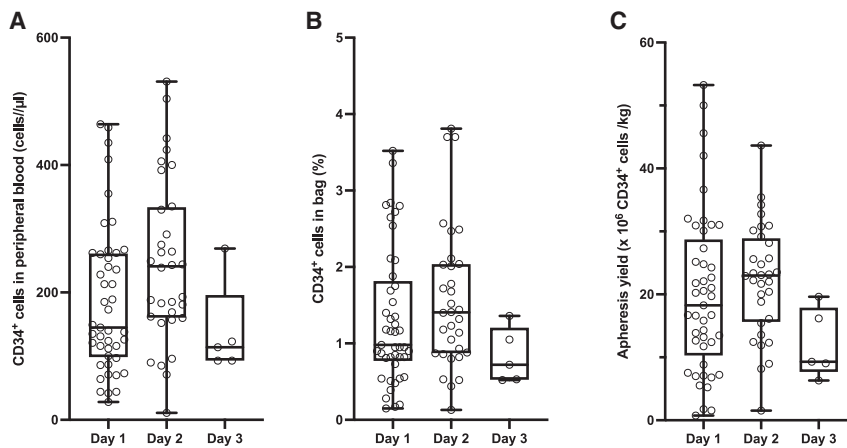 A
CD34⁺ cells in peripheral blood (cells//µl)
600
400
200
0
Day 1 Day 2 Day 3
B
CD34⁺ cells in bag (%)
5
4
3
2
1
0
Day 1 Day 2 Day 3
C
Apheresis yield (x 10⁶ CD34⁺ cells /kg)
60
40
20
0
Day 1 Day 2 Day 3